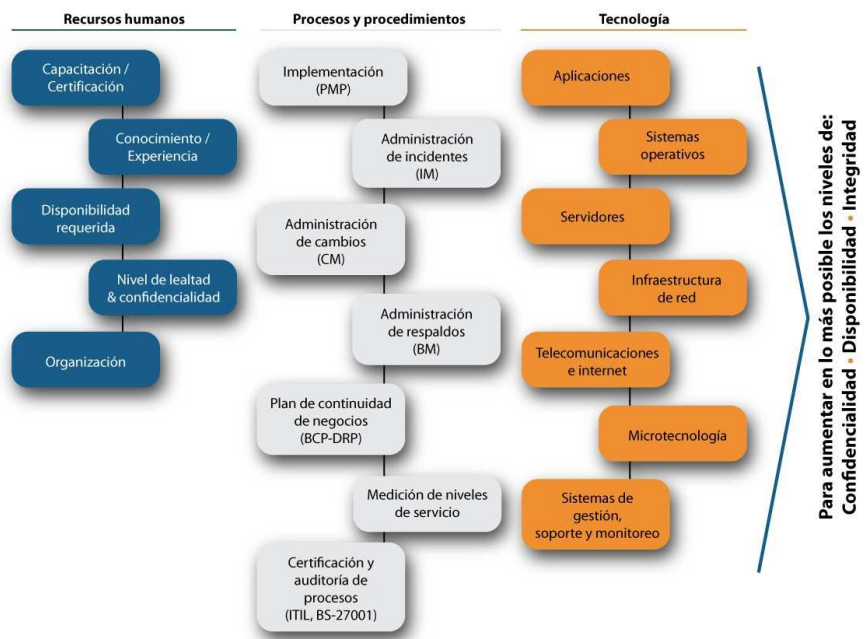 Recursos humanos
Capacitación /
Certificación
Conocimiento /
Experiencia
Disponibilidad
requerida
Nivel de lealtad
& confidencialidad
Organización
Procesos y procedimientos
Implementación
(PMP)
Administración
de incidentes
(IM)
Administración
de cambios
(CM)
Administración
de respaldos
(BM)
Plan de continuidad
de negocios
(BCP-DRP)
Medición de niveles
de servicio
Certificación y
auditoría de
procesos
(ITIL, BS-27001)
Tecnología
Aplicaciones
Sistemas
operativos
Servidores
Infraestructura
de red
Telecomunicaciones
e internet
Microtecnología
Sistemas de
gestión,
soporte y monitoreo
Para aumentar en lo más posible los niveles de:
Confidencialidad • Disponibilidad • Integridad